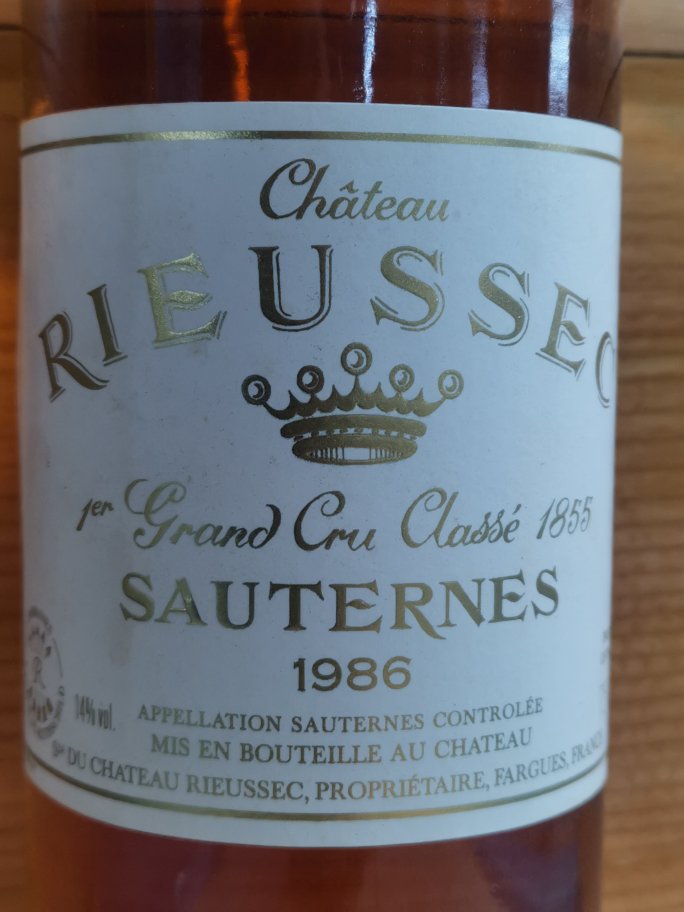 Château
RIEUSSEC
1er Grand Cru Classé 1855
SAUTERNES
1986
14% vol.
APPELLATION SAUTERNES CONTROLÉE
MIS EN BOUTEILLE AU CHATEAU
Sté DU CHATEAU RIEUSSEC, PROPRIÉTAIRE, FARGUES, FRANCE